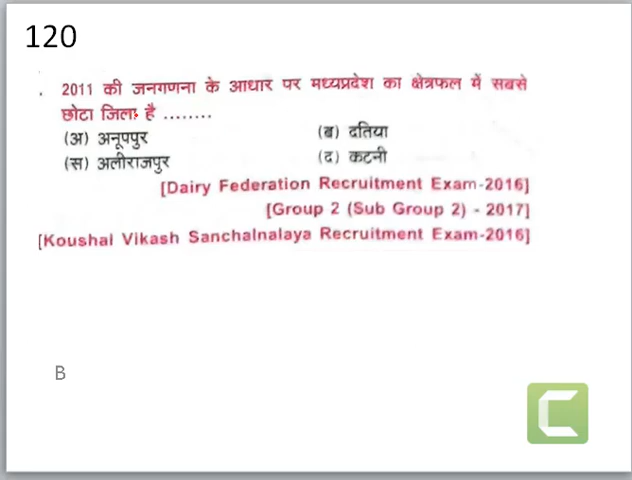 120
. 2011 की जनगणना के आधार पर मध्यप्रदेश का क्षेत्रफल में सबसे
छोटा जिला है ........
(अ) अनूपपुर (ब) दतिया
(स) अलीराजपुर (द) कटनी
[Dairy Federation Recruitment Exam-2016]
[Group 2 (Sub Group 2) - 2017]
[Koushal Vikash Sanchalnalaya Recruitment Exam-2016]
B